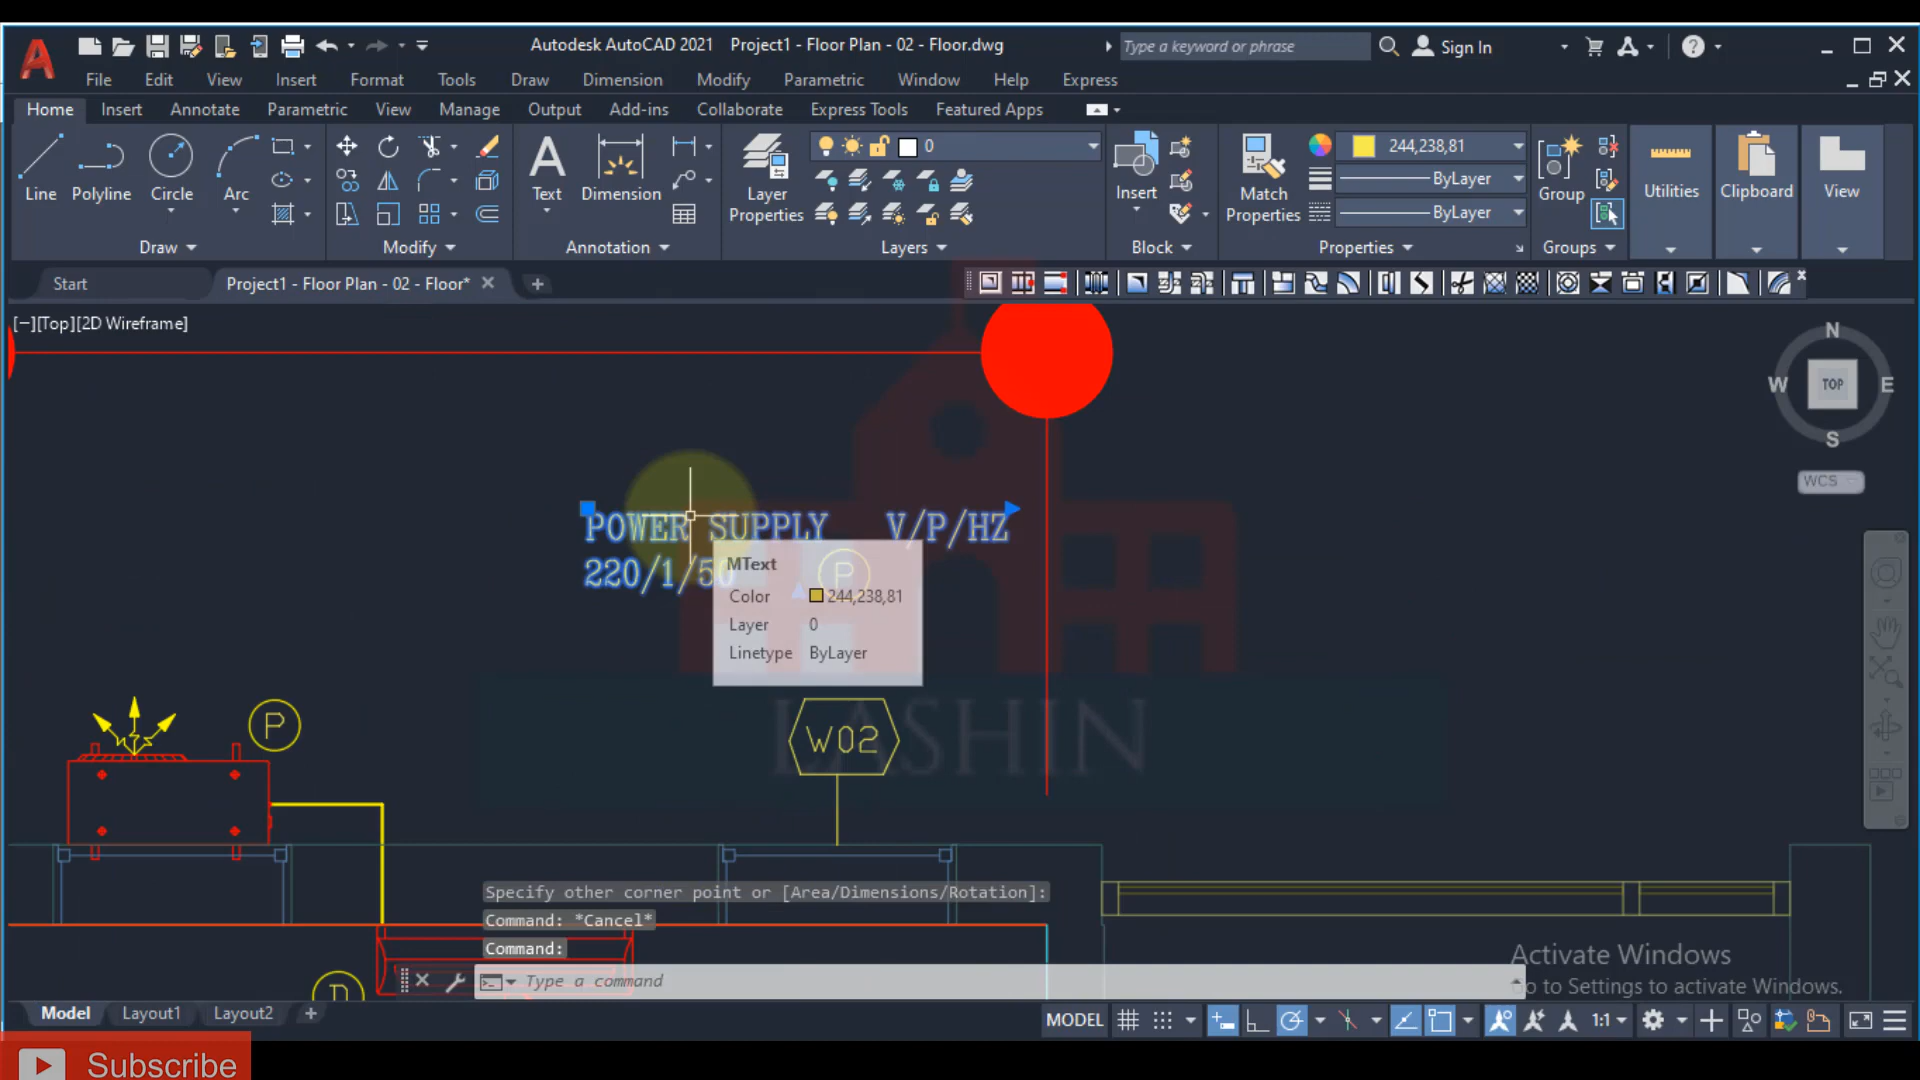 Autodesk AutoCAD 2021 Project1 - Floor Plan - 02 - Floor.dwg
Type a keyword or phrase
Sign In
File Edit View Insert Format Tools Draw Dimension Modify Parametric Window Help Express
Home Insert Annotate Parametric View Manage Output Add-ins Collaborate Express Tools Featured Apps
Line Polyline Circle Arc
Text Dimension
Layer Properties
0
Insert
Match Properties
244,238,81
ByLayer
ByLayer
Group
Utilities
Clipboard
View
Draw Modify Annotation Layers Block Properties Groups
Start
Project1 - Floor Plan - 02 - Floor*
[−][Top][2D Wireframe]
N
W TOP E
S
WCS
POWER SUPPLY V/P/HZ
220/1/50
P
MText
Color 244,238,81
Layer 0
Linetype ByLayer
P
W02
LASHIN
Specify other corner point or [Area/Dimensions/Rotation]:
Command: *Cancel*
Command:
Type a command
Activate Windows
o to Settings to activate Windows.
Model Layout1 Layout2
MODEL
1:1
Subscribe